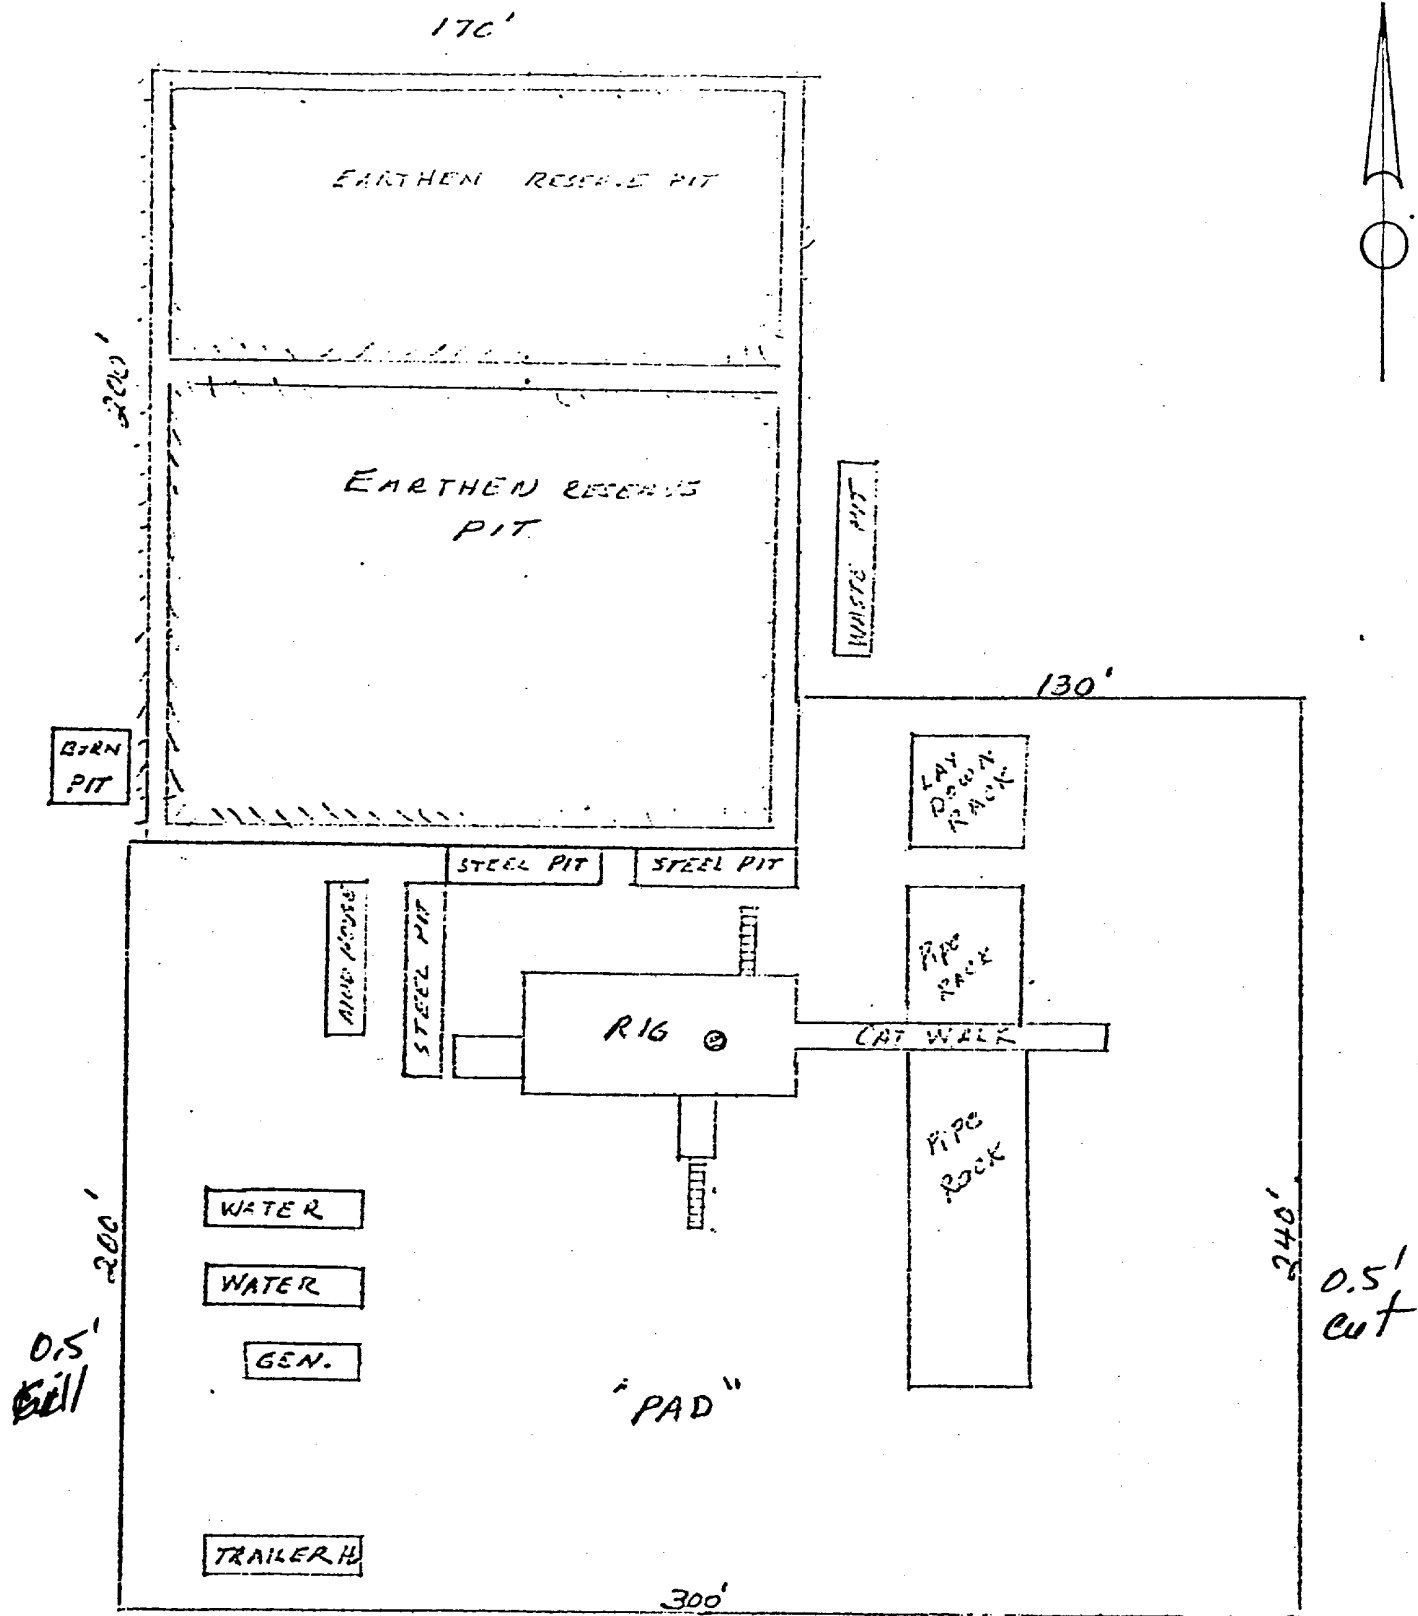 170'
EARTHEN RESERVE PIT
200'
EARTHEN RESERVE
PIT
WASTE PIT
130'
BURN
PIT
LAY
DOWN
RACK
STEEL PIT
STEEL PIT
MUD HOUSE
STEEL PIT
PIPE
RACK
RIG
CAT WALK
PIPE
ROCK
WATER
200'
WATER
240'
0.5'
cut
0.5'
fill
GEN.
"PAD"
TRAILER H
300'